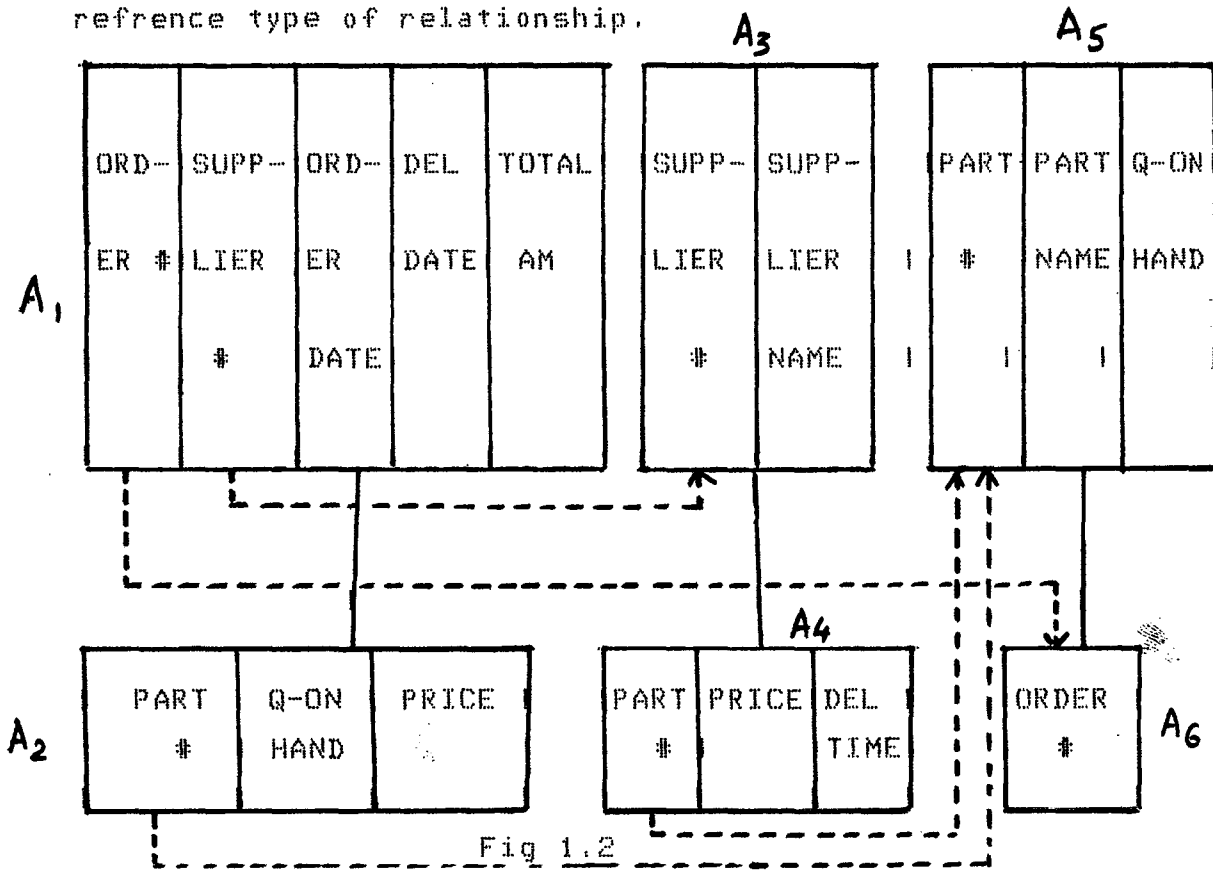 refrence type of relationship.
A3 A5
ORD- SUPP- ORD- DEL TOTAL SUPP- SUPP- PART PART Q-ON
ER # LIER ER DATE AM LIER LIER # NAME HAND
A1
# DATE # NAME
A4
PART Q-ON PRICE PART PRICE DEL ORDER
# HAND # TIME #
A2 A6
Fig 1.2